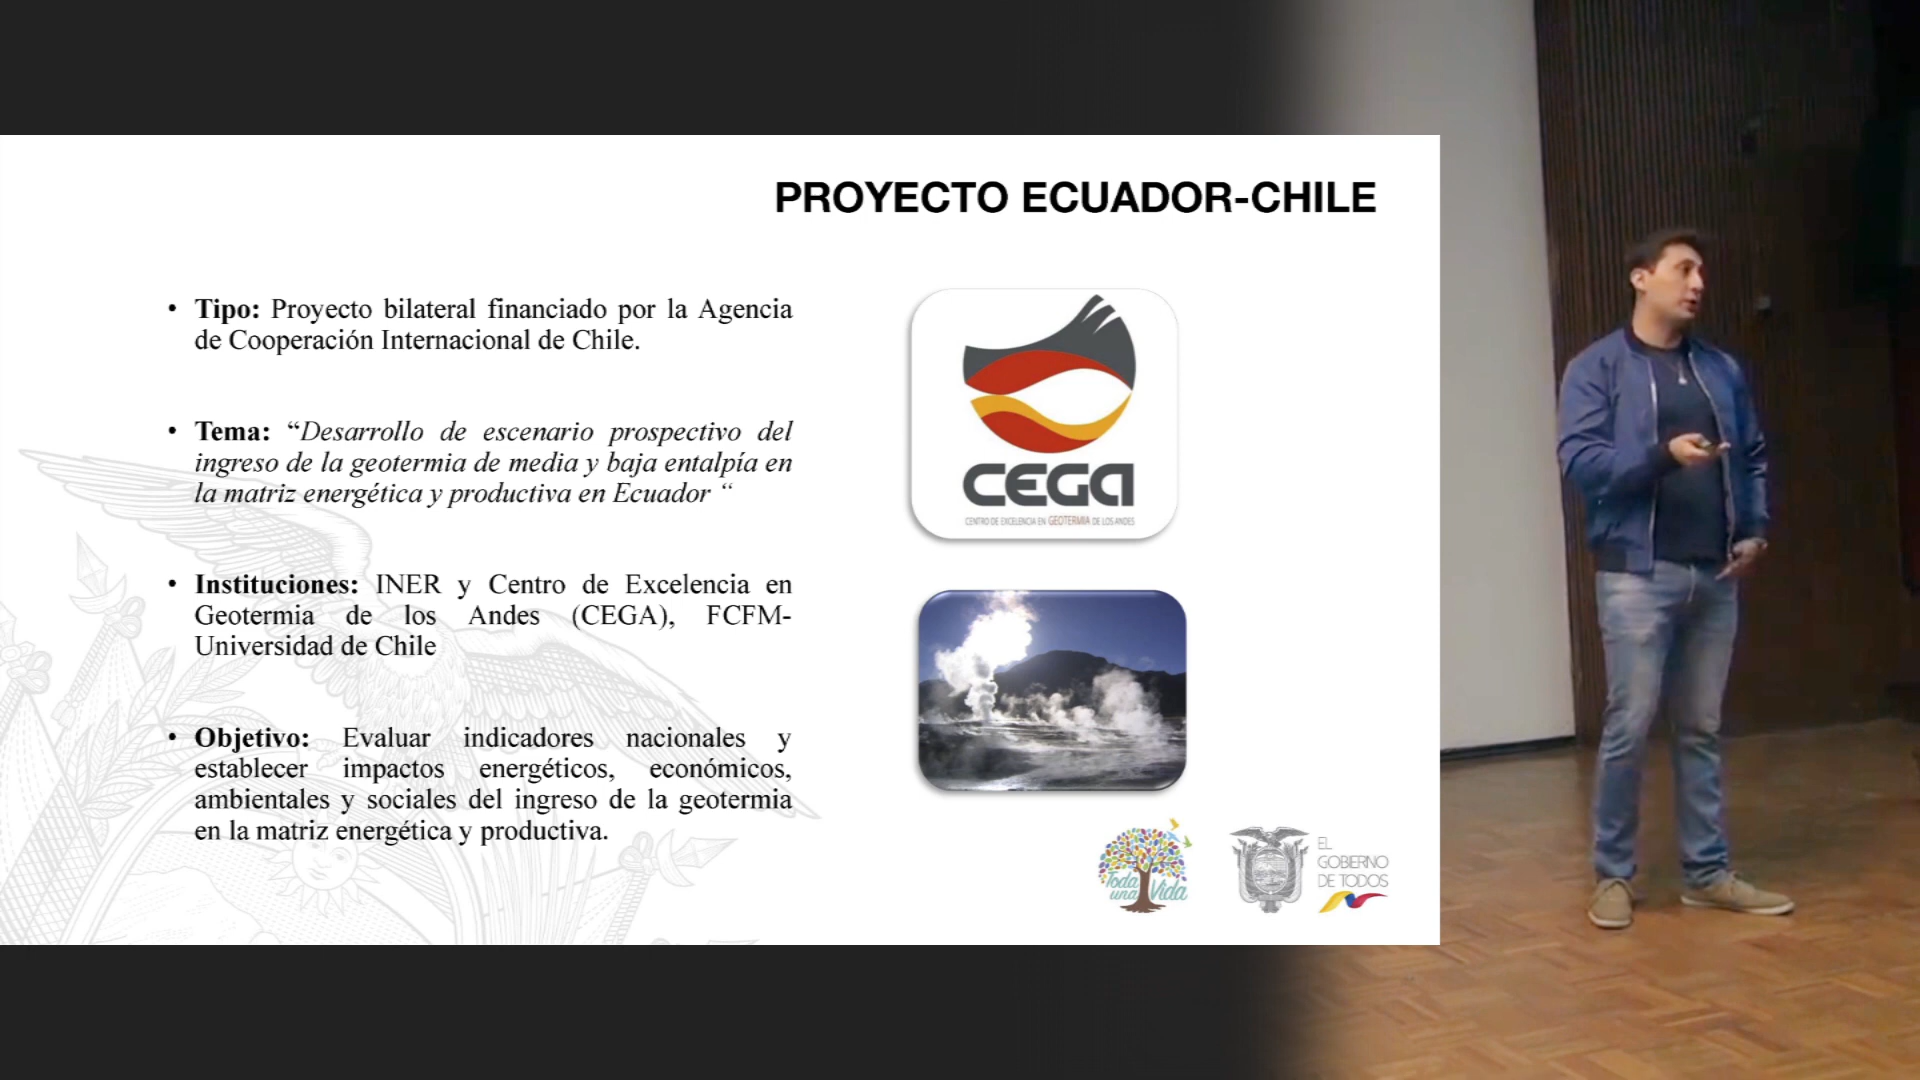 PROYECTO ECUADOR-CHILE
• Tipo: Proyecto bilateral financiado por la Agencia
de Cooperación Internacional de Chile.
• Tema: “Desarrollo de escenario prospectivo del
ingreso de la geotermia de media y baja entalpía en
la matriz energética y productiva en Ecuador “
• Instituciones: INER y Centro de Excelencia en
Geotermia de los Andes (CEGA), FCFM-
Universidad de Chile
• Objetivo: Evaluar indicadores nacionales y
establecer impactos energéticos, económicos,
ambientales y sociales del ingreso de la geotermia
en la matriz energética y productiva.
CEGA
CENTRO DE EXCELENCIA EN GEOTERMIA DE LOS ANDES
Toda
una Vida
EL
GOBIERNO
DE TODOS